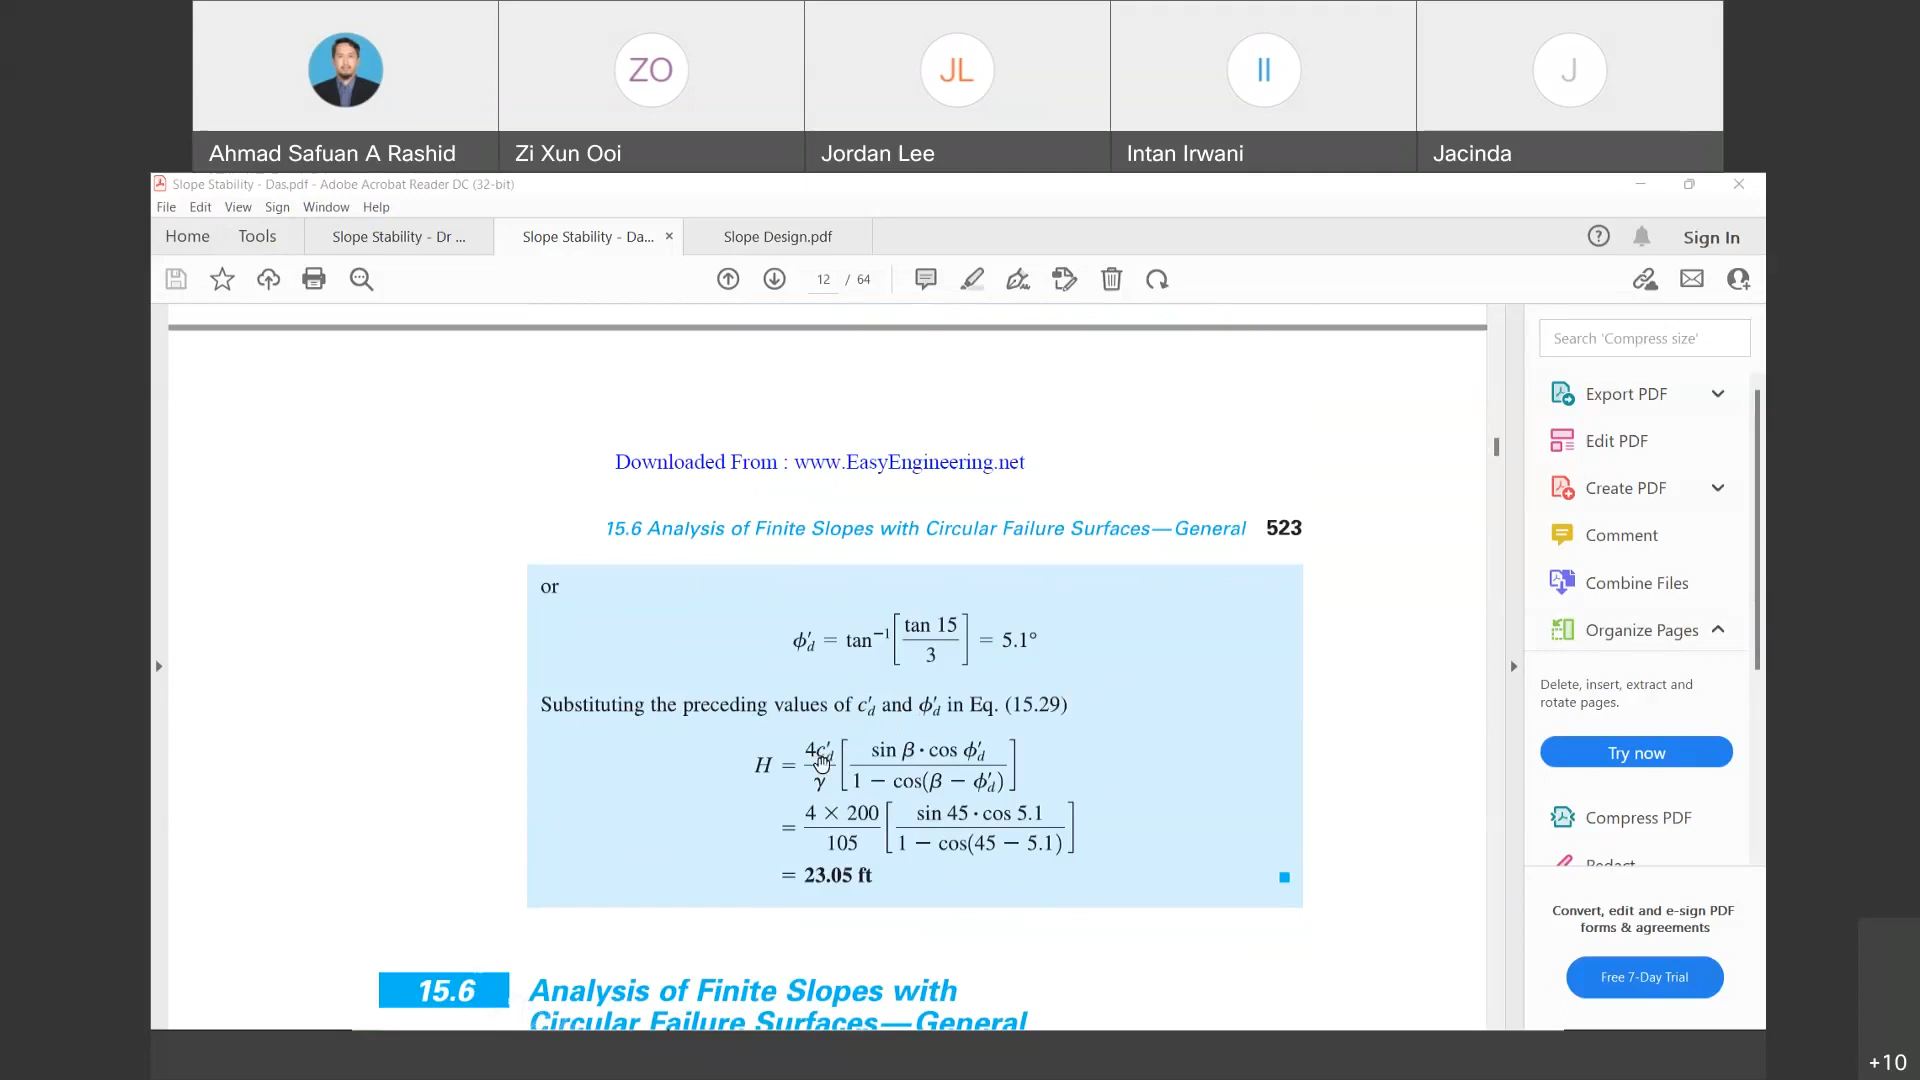 ZO
JL
II
J
Ahmad Safuan A Rashid
Zi Xun Ooi
Jordan Lee
Intan Irwani
Jacinda
Slope Stability - Das.pdf - Adobe Acrobat Reader DC (32-bit)
File Edit View Sign Window Help
Home Tools Slope Stability - Dr ... Slope Stability - Da... × Slope Design.pdf Sign In
12 / 64
Search 'Compress size'
Export PDF
Edit PDF
Create PDF
Comment
Combine Files
Organize Pages
Delete, insert, extract and
rotate pages.
Try now
Compress PDF
Redact
Convert, edit and e-sign PDF
forms & agreements
Free 7-Day Trial
Downloaded From : www.EasyEngineering.net
15.6 Analysis of Finite Slopes with Circular Failure Surfaces—General 523
or
ϕ′d = tan−1 [tan 15 / 3] = 5.1°
Substituting the preceding values of c′d and ϕ′d in Eq. (15.29)
H = 4c′d / γ [sin β · cos ϕ′d / 1 − cos(β − ϕ′d)]
= 4 × 200 / 105 [sin 45 · cos 5.1 / 1 − cos(45 − 5.1)]
= 23.05 ft
15.6 Analysis of Finite Slopes with
Circular Failure Surfaces—General
+10